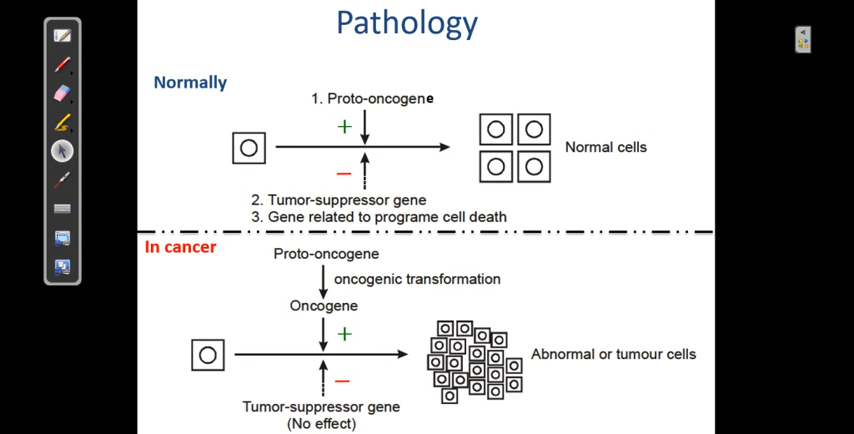 Pathology
Normally
1. Proto-oncogene
+
−
Normal cells
2. Tumor-suppressor gene
3. Gene related to programe cell death
In cancer
Proto-oncogene
oncogenic transformation
Oncogene
+
Abnormal or tumour cells
−
Tumor-suppressor gene
(No effect)